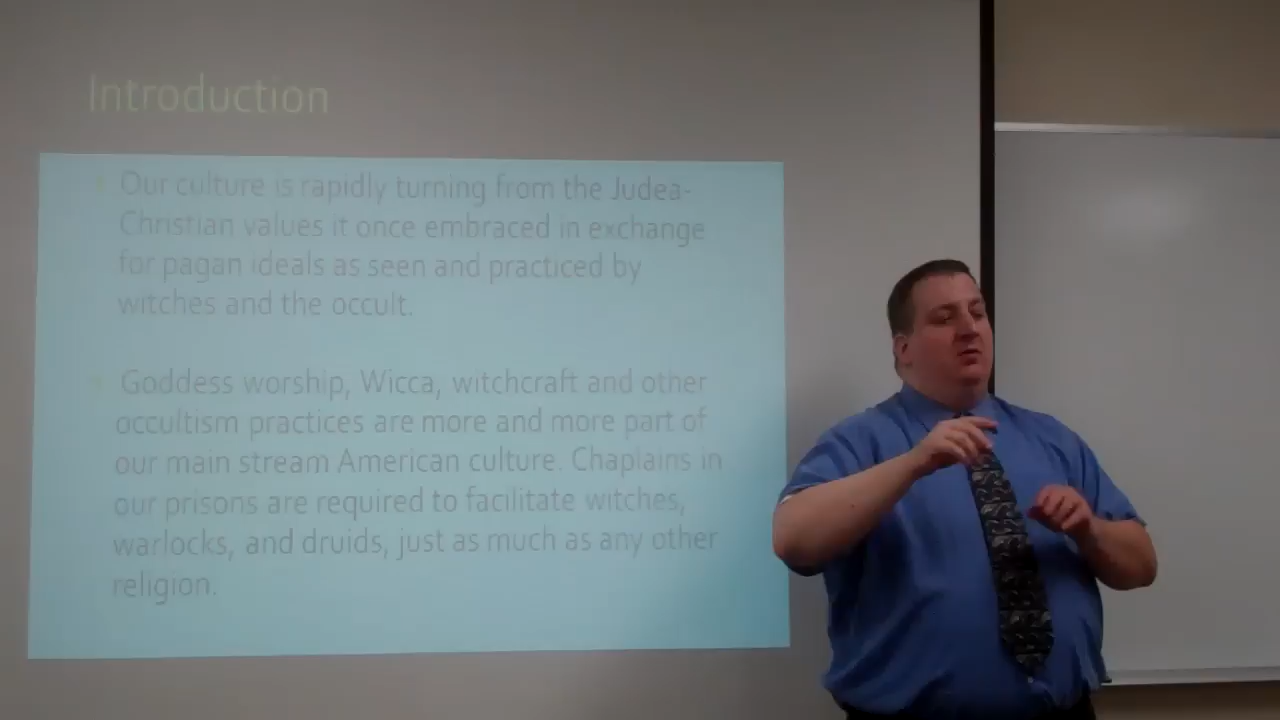 Introduction
Our culture is rapidly turning from the Judea-
Christian values it once embraced in exchange
for pagan ideals as seen and practiced by
witches and the occult.
Goddess worship, Wicca, witchcraft and other
occultism practices are more and more part of
our main stream American culture. Chaplains in
our prisons are required to facilitate witches,
warlocks, and druids, just as much as any other
religion.